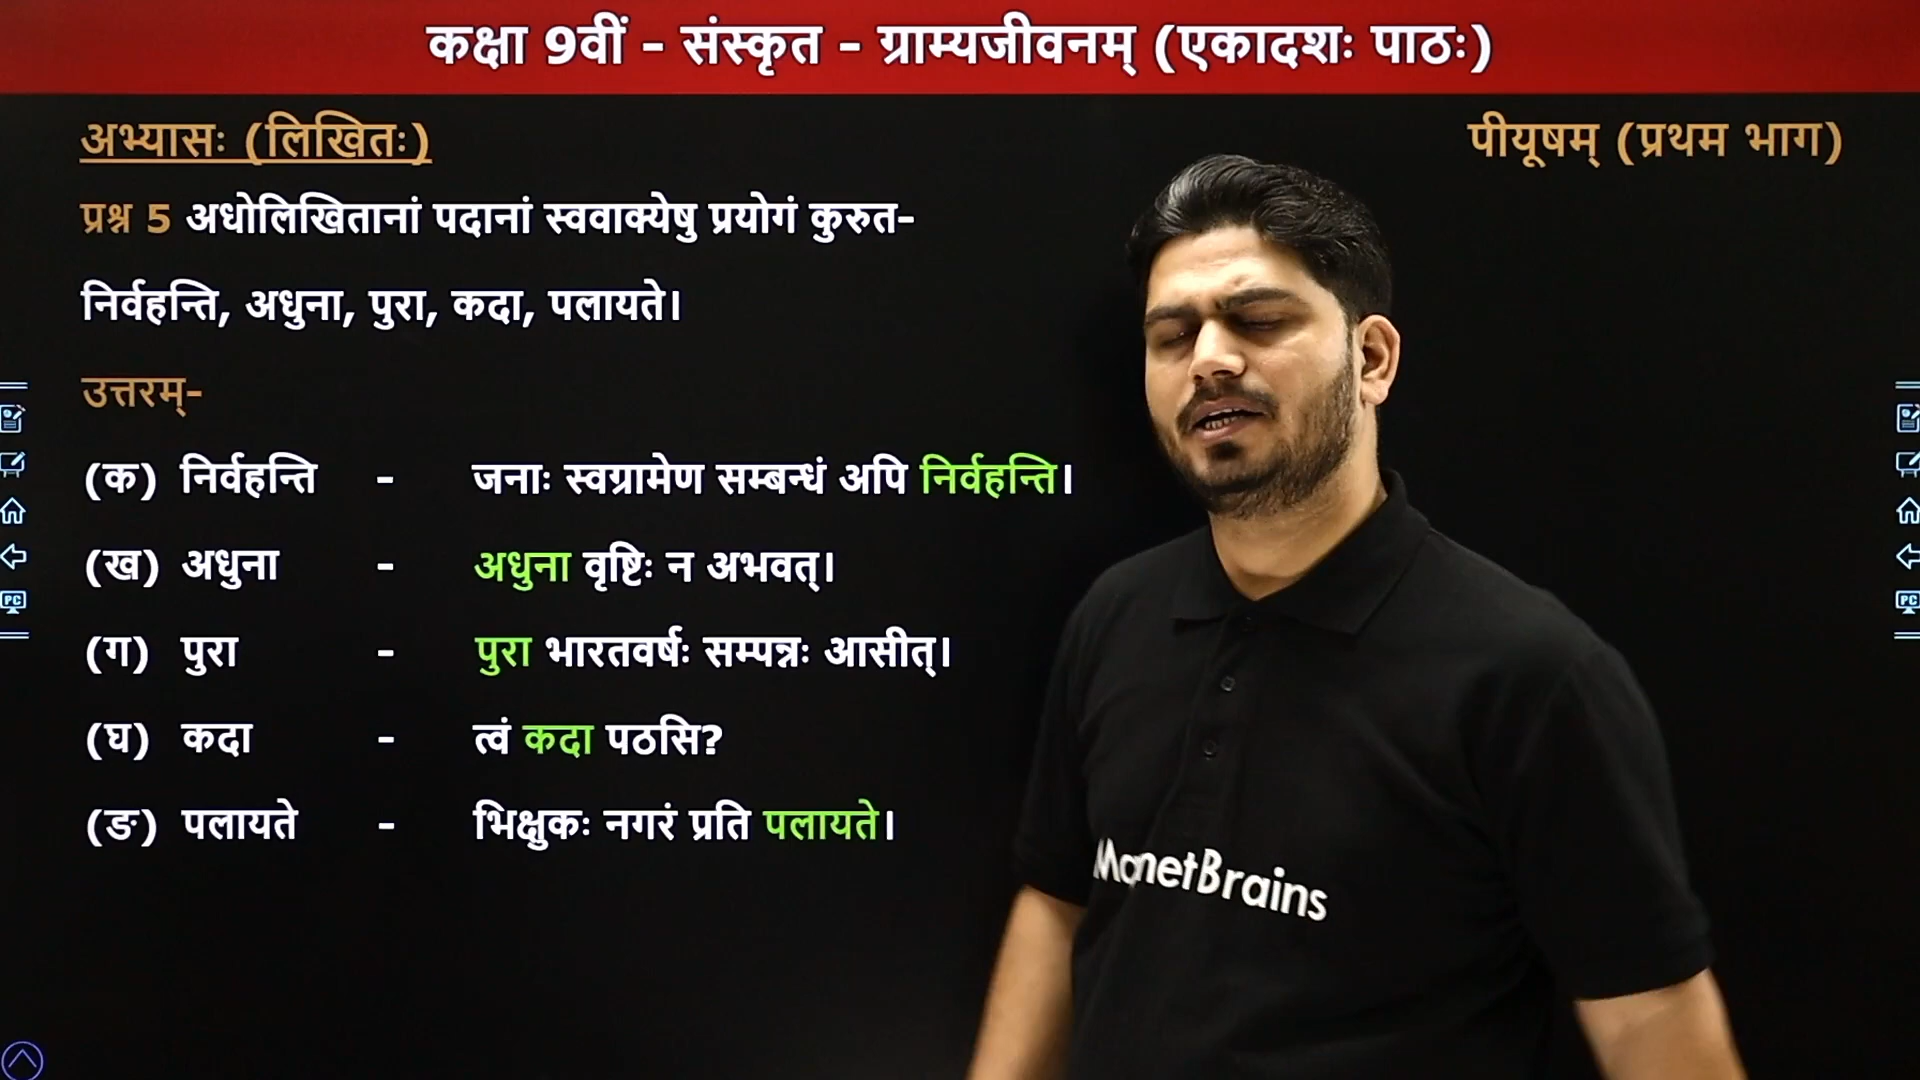 कक्षा 9वीं - संस्कृत - ग्राम्यजीवनम् (एकादशः पाठः)
अभ्यासः (लिखितः)
पीयूषम् (प्रथम भाग)
प्रश्न 5 अधोलिखितानां पदानां स्ववाक्येषु प्रयोगं कुरुत-
निर्वहन्ति, अधुना, पुरा, कदा, पलायते।
उत्तरम्-
(क) निर्वहन्ति - जनाः स्वग्रामेण सम्बन्धं अपि निर्वहन्ति।
(ख) अधुना - अधुना वृष्टिः न अभवत्।
(ग) पुरा - पुरा भारतवर्षः सम्पन्नः आसीत्।
(घ) कदा - त्वं कदा पठसि?
(ङ) पलायते - भिक्षुकः नगरं प्रति पलायते।
MagnetBrains
PC
PC